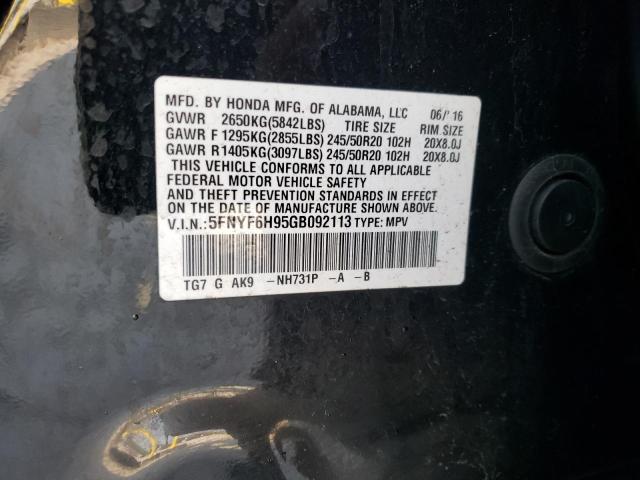 MFD. BY HONDA MFG. OF ALABAMA, LLC 06/'16
GVWR 2650KG(5842LBS) TIRE SIZE RIM SIZE
GAWR F 1295KG(2855LBS) 245/50R20 102H 20X8.0J
GAWR R1405KG(3097LBS) 245/50R20 102H 20X8.0J
THIS VEHICLE CONFORMS TO ALL APPLICABLE
FEDERAL MOTOR VEHICLE SAFETY
AND THEFT PREVENTION STANDARDS IN EFFECT
ON THE DATE OF MANUFACTURE SHOWN ABOVE.
V.I.N.:5FNYF6H95GB092113 TYPE: MPV
TG7 G AK9 -NH731P -A -B